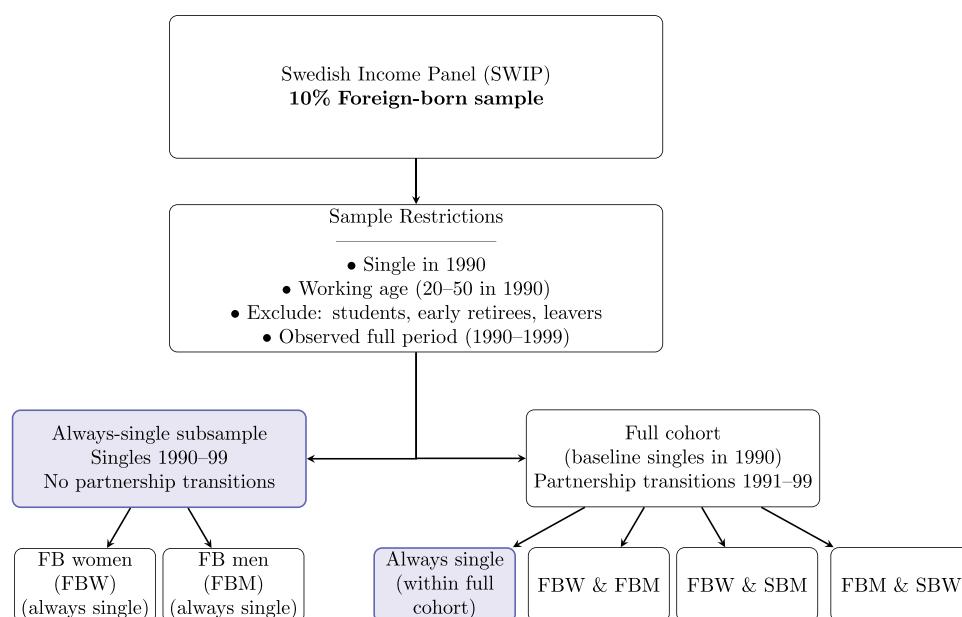 Swedish Income Panel (SWIP)
10% Foreign-born sample
Sample Restrictions
• Single in 1990
• Working age (20–50 in 1990)
• Exclude: students, early retirees, leavers
• Observed full period (1990–1999)
Always-single subsample
Singles 1990–99
No partnership transitions
Full cohort
(baseline singles in 1990)
Partnership transitions 1991–99
FB women
(FBW)
(always single)
FB men
(FBM)
(always single)
Always single
(within full
cohort)
FBW & FBM
FBW & SBM
FBM & SBW